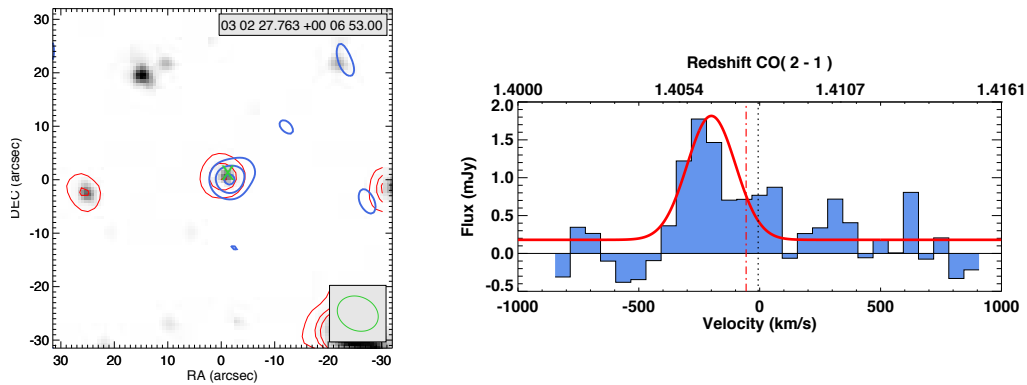 03 02 27.763 +00 06 53.00
DEC (arcsec)
30
20
10
0
-10
-20
-30
30 20 10 0 -10 -20 -30
RA (arcsec)
Redshift CO( 2 - 1 )
1.4000 1.4054 1.4107 1.4161
Flux (mJy)
2.0
1.5
1.0
0.5
0.0
-0.5
-1000 -500 0 500 1000
Velocity (km/s)